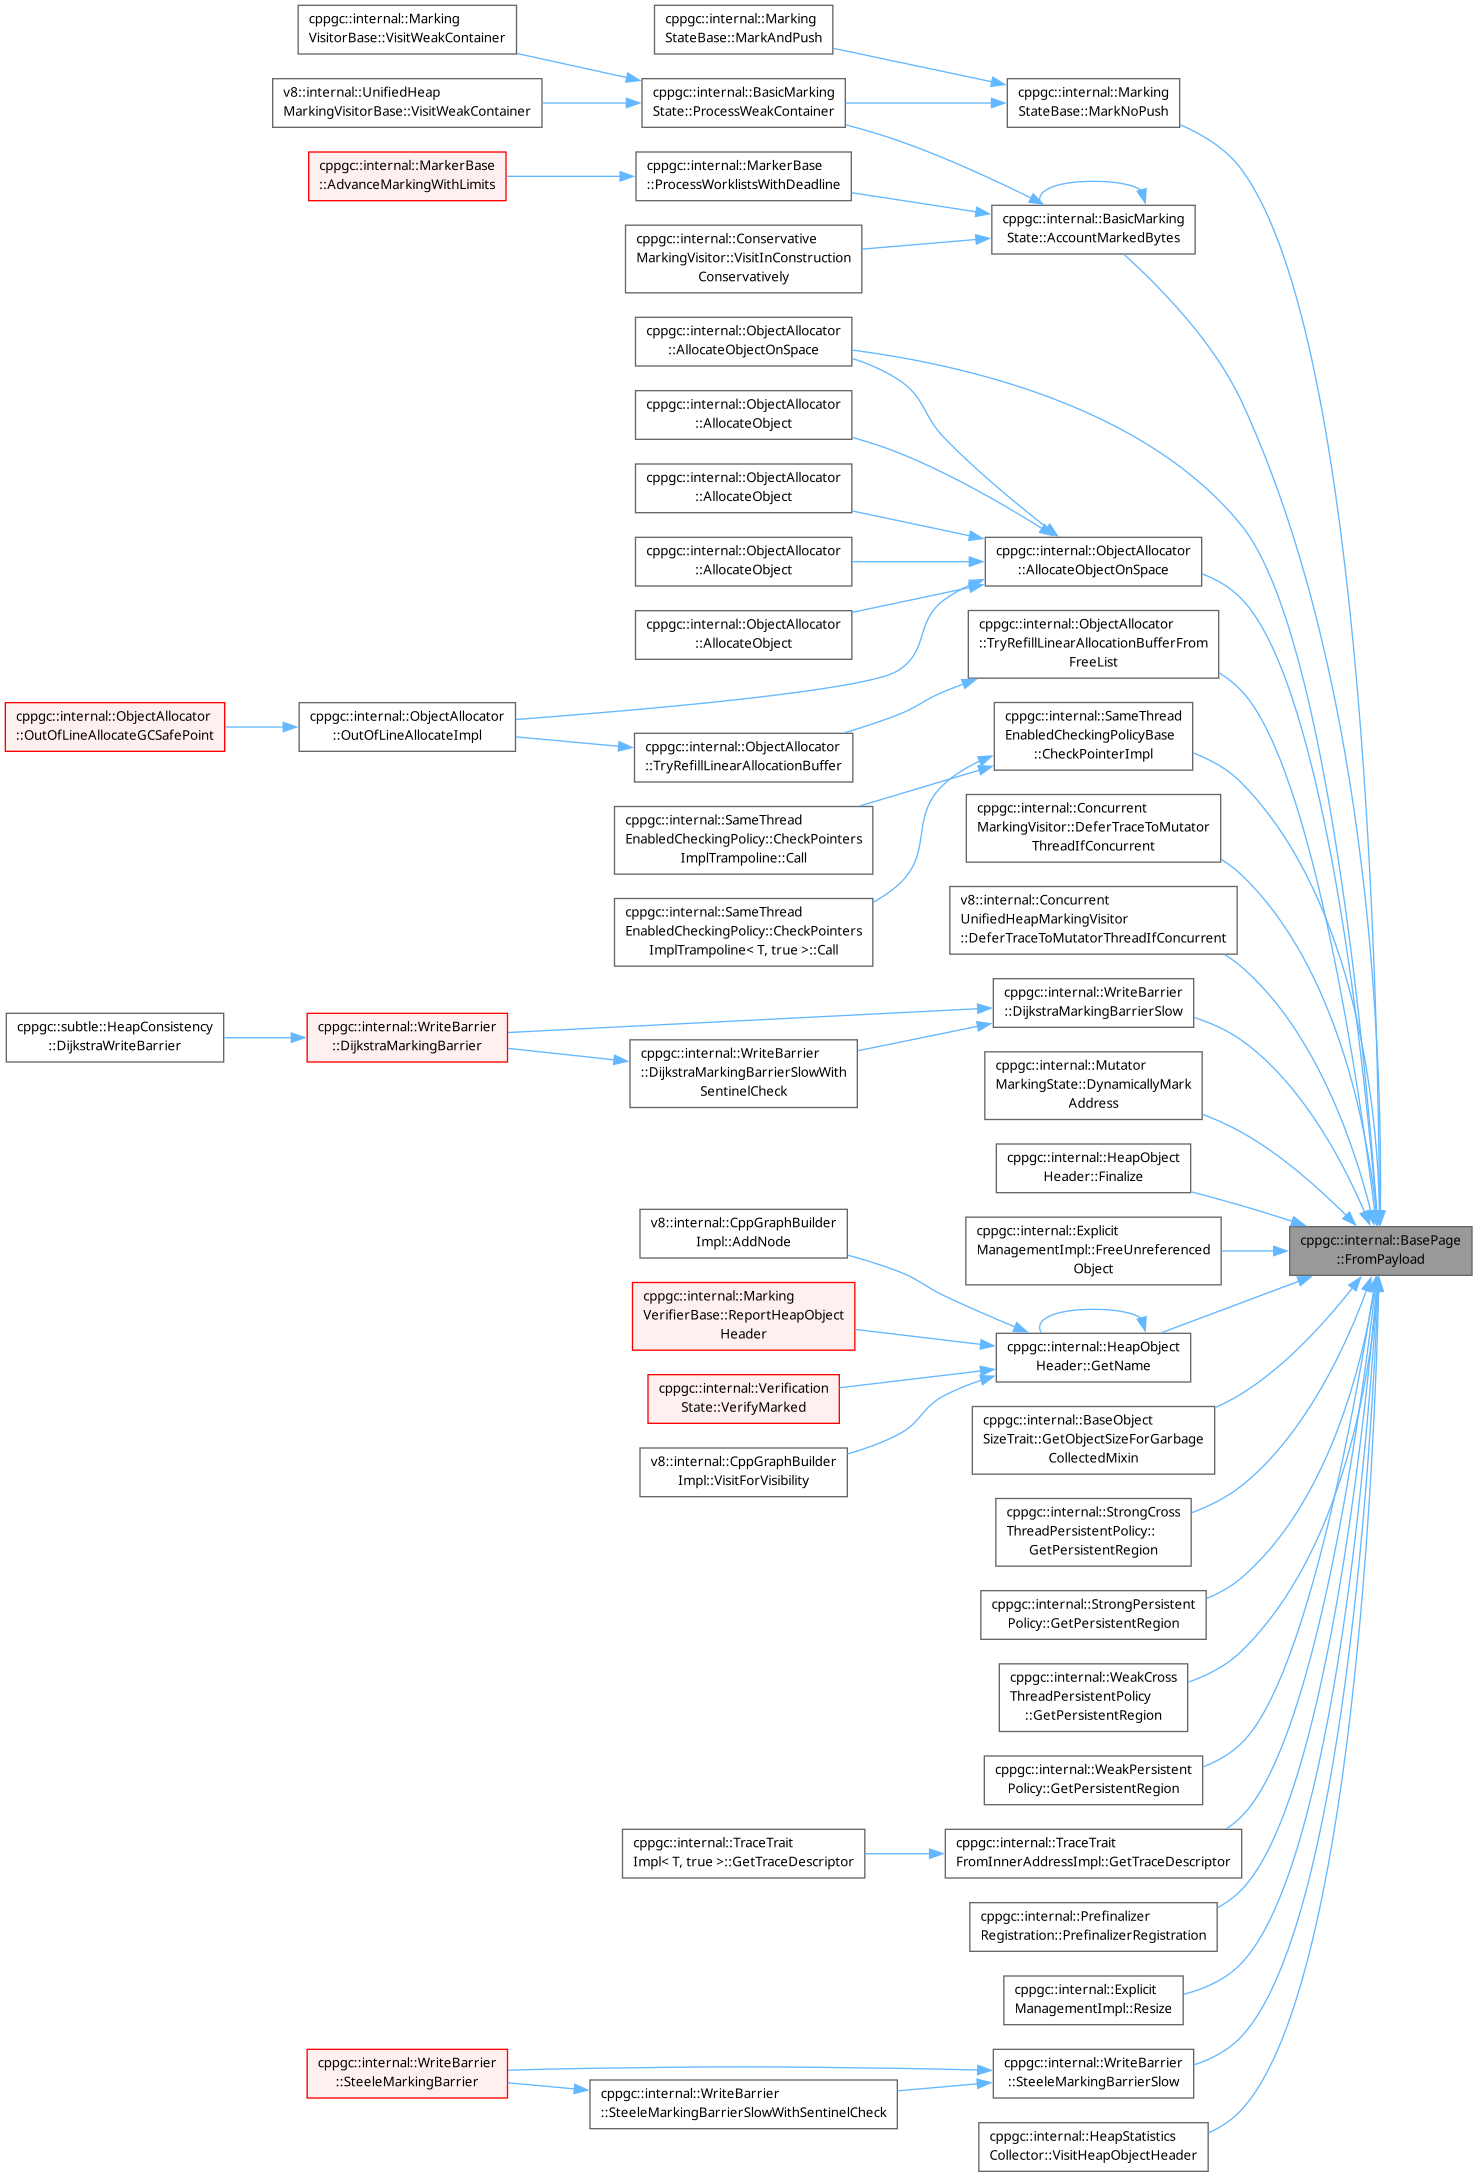 cppgc::internal::Marking
VisitorBase::VisitWeakContainer
cppgc::internal::Marking
StateBase::MarkAndPush
v8::internal::UnifiedHeap
MarkingVisitorBase::VisitWeakContainer
cppgc::internal::BasicMarking
State::ProcessWeakContainer
cppgc::internal::Marking
StateBase::MarkNoPush
cppgc::internal::MarkerBase
::AdvanceMarkingWithLimits
cppgc::internal::MarkerBase
::ProcessWorklistsWithDeadline
cppgc::internal::BasicMarking
State::AccountMarkedBytes
cppgc::internal::Conservative
MarkingVisitor::VisitInConstruction
Conservatively
cppgc::internal::ObjectAllocator
::AllocateObjectOnSpace
cppgc::internal::ObjectAllocator
::AllocateObject
cppgc::internal::ObjectAllocator
::AllocateObject
cppgc::internal::ObjectAllocator
::AllocateObject
cppgc::internal::ObjectAllocator
::AllocateObjectOnSpace
cppgc::internal::ObjectAllocator
::AllocateObject
cppgc::internal::ObjectAllocator
::TryRefillLinearAllocationBufferFrom
FreeList
cppgc::internal::ObjectAllocator
::OutOfLineAllocateGCSafePoint
cppgc::internal::ObjectAllocator
::OutOfLineAllocateImpl
cppgc::internal::ObjectAllocator
::TryRefillLinearAllocationBuffer
cppgc::internal::SameThread
EnabledCheckingPolicyBase
::CheckPointerImpl
cppgc::internal::SameThread
EnabledCheckingPolicy::CheckPointers
ImplTrampoline::Call
cppgc::internal::Concurrent
MarkingVisitor::DeferTraceToMutator
ThreadIfConcurrent
cppgc::internal::SameThread
EnabledCheckingPolicy::CheckPointers
ImplTrampoline< T, true >::Call
v8::internal::Concurrent
UnifiedHeapMarkingVisitor
::DeferTraceToMutatorThreadIfConcurrent
cppgc::subtle::HeapConsistency
::DijkstraWriteBarrier
cppgc::internal::WriteBarrier
::DijkstraMarkingBarrier
cppgc::internal::WriteBarrier
::DijkstraMarkingBarrierSlow
cppgc::internal::WriteBarrier
::DijkstraMarkingBarrierSlowWith
SentinelCheck
cppgc::internal::Mutator
MarkingState::DynamicallyMark
Address
cppgc::internal::HeapObject
Header::Finalize
v8::internal::CppGraphBuilder
Impl::AddNode
cppgc::internal::Explicit
ManagementImpl::FreeUnreferenced
Object
cppgc::internal::BasePage
::FromPayload
cppgc::internal::Marking
VerifierBase::ReportHeapObject
Header
cppgc::internal::HeapObject
Header::GetName
cppgc::internal::Verification
State::VerifyMarked
cppgc::internal::BaseObject
SizeTrait::GetObjectSizeForGarbage
CollectedMixin
v8::internal::CppGraphBuilder
Impl::VisitForVisibility
cppgc::internal::StrongCross
ThreadPersistentPolicy::
GetPersistentRegion
cppgc::internal::StrongPersistent
Policy::GetPersistentRegion
cppgc::internal::WeakCross
ThreadPersistentPolicy
::GetPersistentRegion
cppgc::internal::WeakPersistent
Policy::GetPersistentRegion
cppgc::internal::TraceTrait
Impl< T, true >::GetTraceDescriptor
cppgc::internal::TraceTrait
FromInnerAddressImpl::GetTraceDescriptor
cppgc::internal::Prefinalizer
Registration::PrefinalizerRegistration
cppgc::internal::Explicit
ManagementImpl::Resize
cppgc::internal::WriteBarrier
::SteeleMarkingBarrier
cppgc::internal::WriteBarrier
::SteeleMarkingBarrierSlowWithSentinelCheck
cppgc::internal::WriteBarrier
::SteeleMarkingBarrierSlow
cppgc::internal::HeapStatistics
Collector::VisitHeapObjectHeader